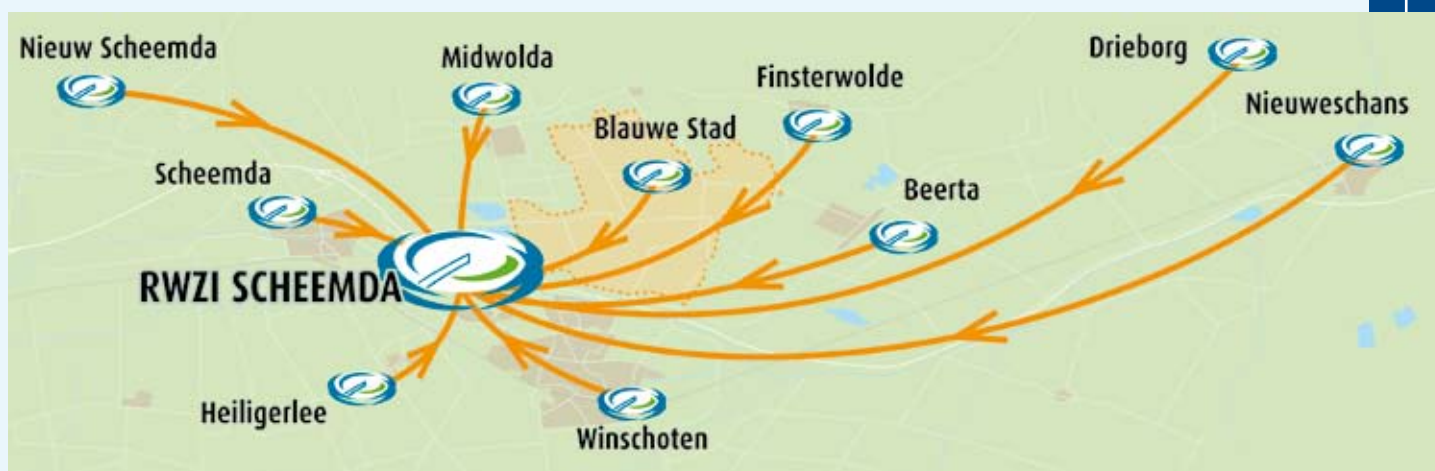 Nieuw Scheemda
Midwolda
Drieborg
Finsterwolde
Nieuweschans
Blauwe Stad
Scheemda
Beerta
RWZI SCHEEMDA
Heiligerlee
Winschoten